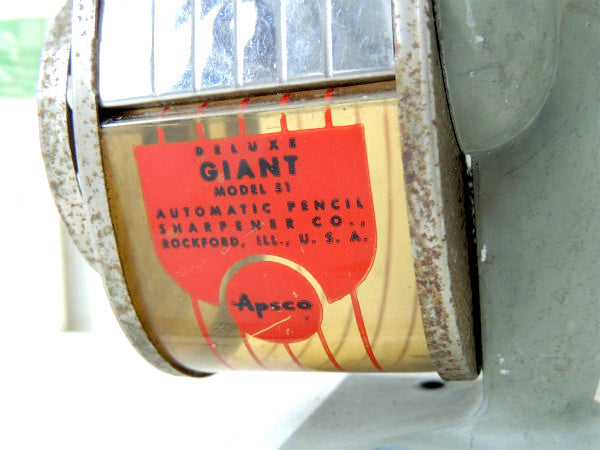 DELUXE
GIANT
MODEL 51
AUTOMATIC PENCIL
SHARPENER CO.,
ROCKFORD, ILL., U. S. A.
Apsco